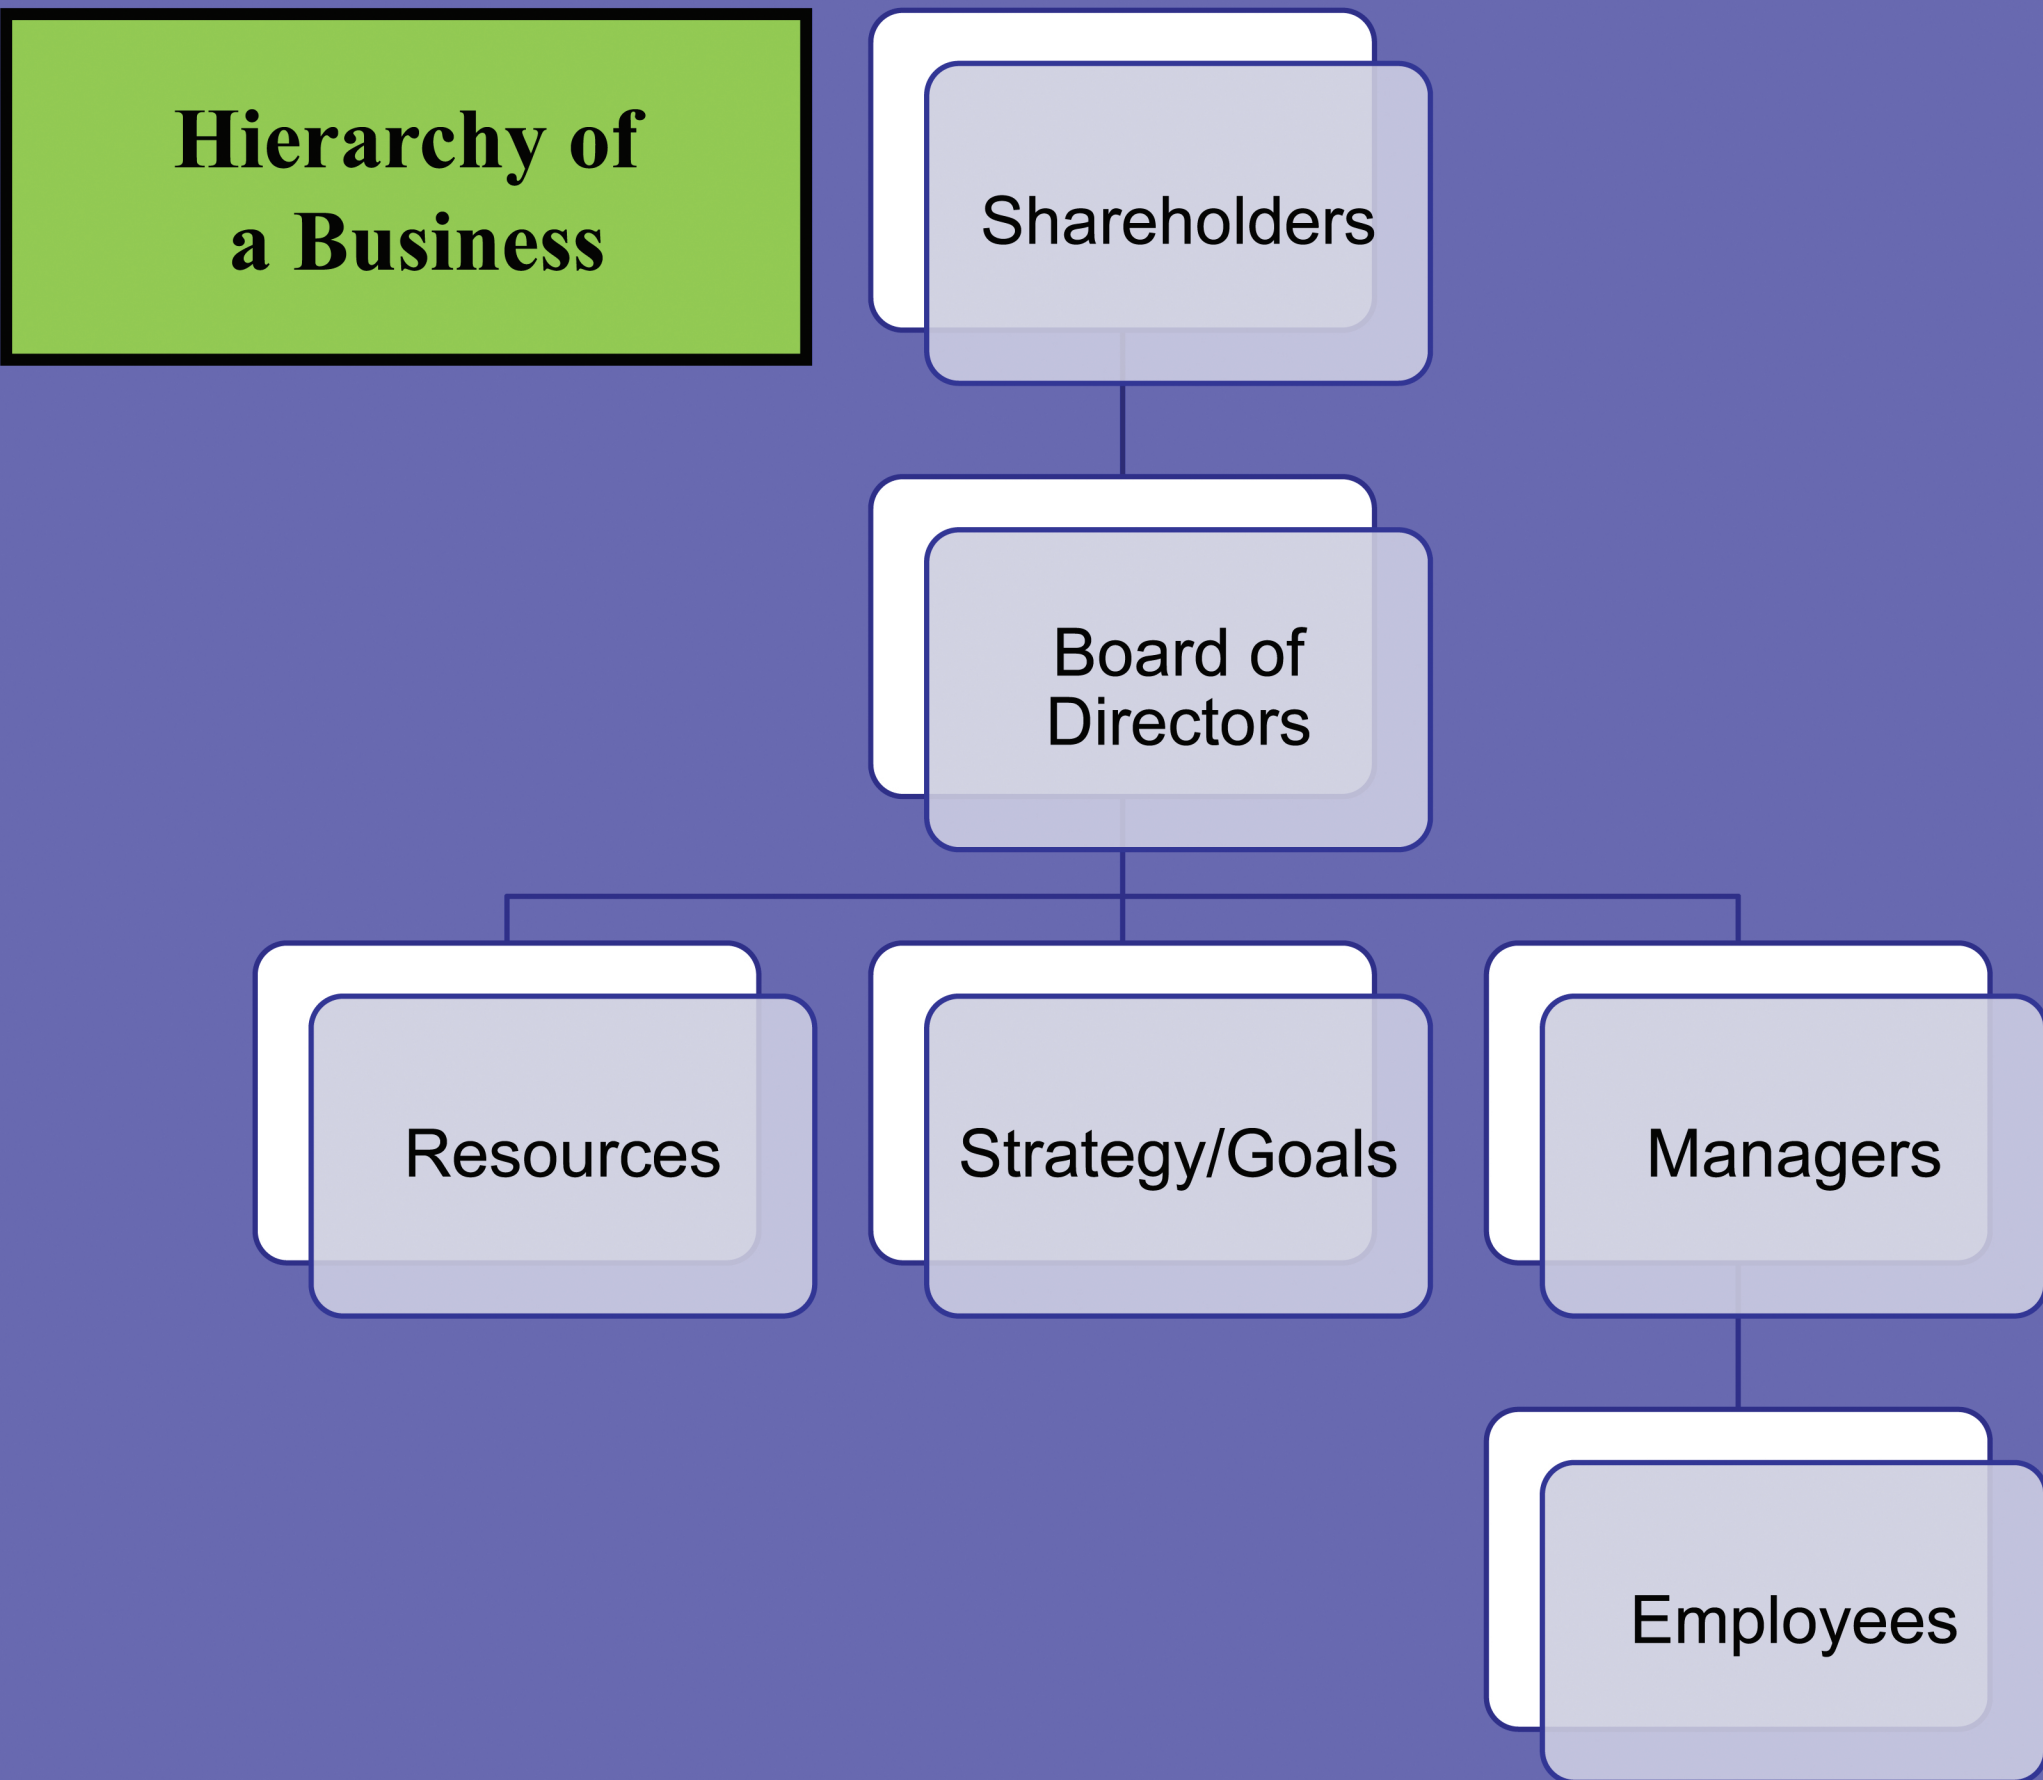 Hierarchy of
a Business
Shareholders
Board of
Directors
Resources
Strategy/Goals
Managers
Employees